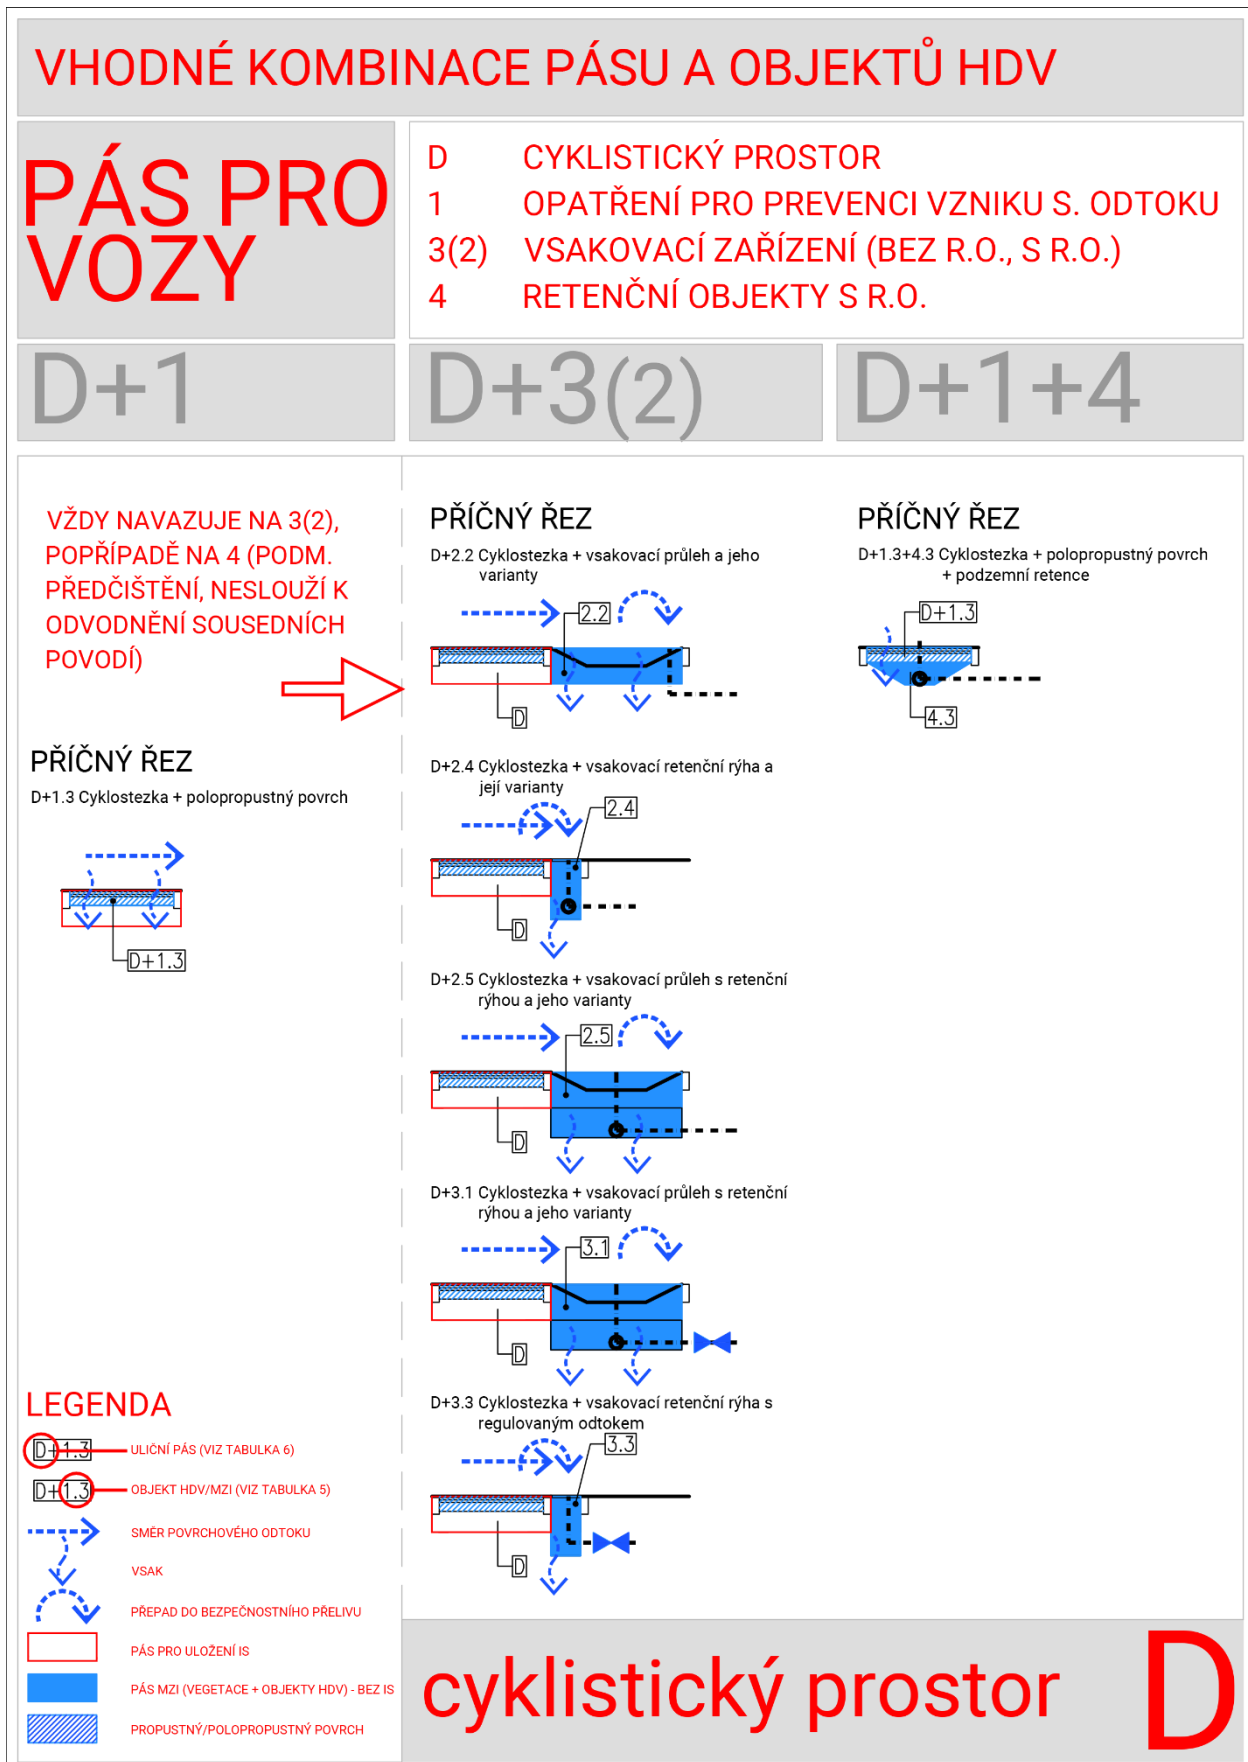 VHODNÉ KOMBINACE PÁSU A OBJEKTŮ HDV
PÁS PRO
VOZY
D CYKLISTICKÝ PROSTOR
1 OPATŘENÍ PRO PREVENCI VZNIKU S. ODTOKU
3(2) VSAKOVACÍ ZAŘÍZENÍ (BEZ R.O., S R.O.)
4 RETENČNÍ OBJEKTY S R.O.
D+1
D+3(2)
D+1+4
VŽDY NAVAZUJE NA 3(2),
POPŘÍPADĚ NA 4 (PODM.
PŘEDČIŠTĚNÍ, NESLOUŽÍ K
ODVODNĚNÍ SOUSEDNÍCH
POVODÍ)
PŘÍČNÝ ŘEZ
D+1.3 Cyklostezka + polopropustný povrch
D+1.3
PŘÍČNÝ ŘEZ
D+2.2 Cyklostezka + vsakovací průleh a jeho
varianty
2.2
D
D+2.4 Cyklostezka + vsakovací retenční rýha a
její varianty
2.4
D
D+2.5 Cyklostezka + vsakovací průleh s retenční
rýhou a jeho varianty
2.5
D
D+3.1 Cyklostezka + vsakovací průleh s retenční
rýhou a jeho varianty
3.1
D
D+3.3 Cyklostezka + vsakovací retenční rýha s
regulovaným odtokem
3.3
D
PŘÍČNÝ ŘEZ
D+1.3+4.3 Cyklostezka + polopropustný povrch
+ podzemní retence
D+1.3
4.3
LEGENDA
D+1.3 ULIČNÍ PÁS (VIZ TABULKA 6)
D+1.3 OBJEKT HDV/MZI (VIZ TABULKA 5)
SMĚR POVRCHOVÉHO ODTOKU
VSAK
PŘEPAD DO BEZPEČNOSTNÍHO PŘELIVU
PÁS PRO ULOŽENÍ IS
PÁS MZI (VEGETACE + OBJEKTY HDV) - BEZ IS
PROPUSTNÝ/POLOPROPUSTNÝ POVRCH
cyklistický prostor D